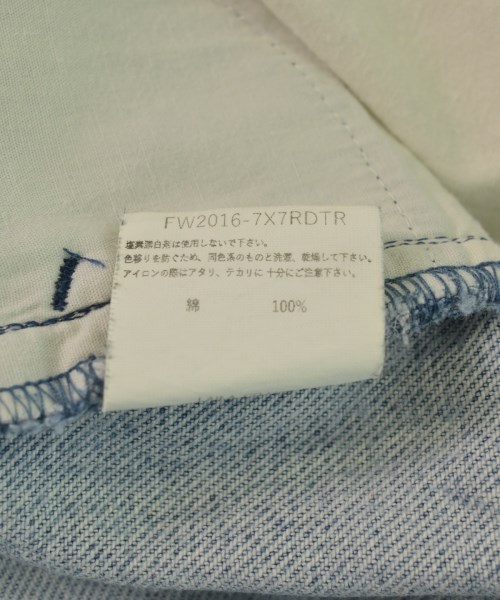 FW2016-7X7RDTR
塩素漂白剤は使用しないで下さい。
色移りを防ぐため、同色系のものと洗濯、乾燥して下さい。
アイロンの際はアタリ、テカリに十分にご注意下さい。
綿 100%